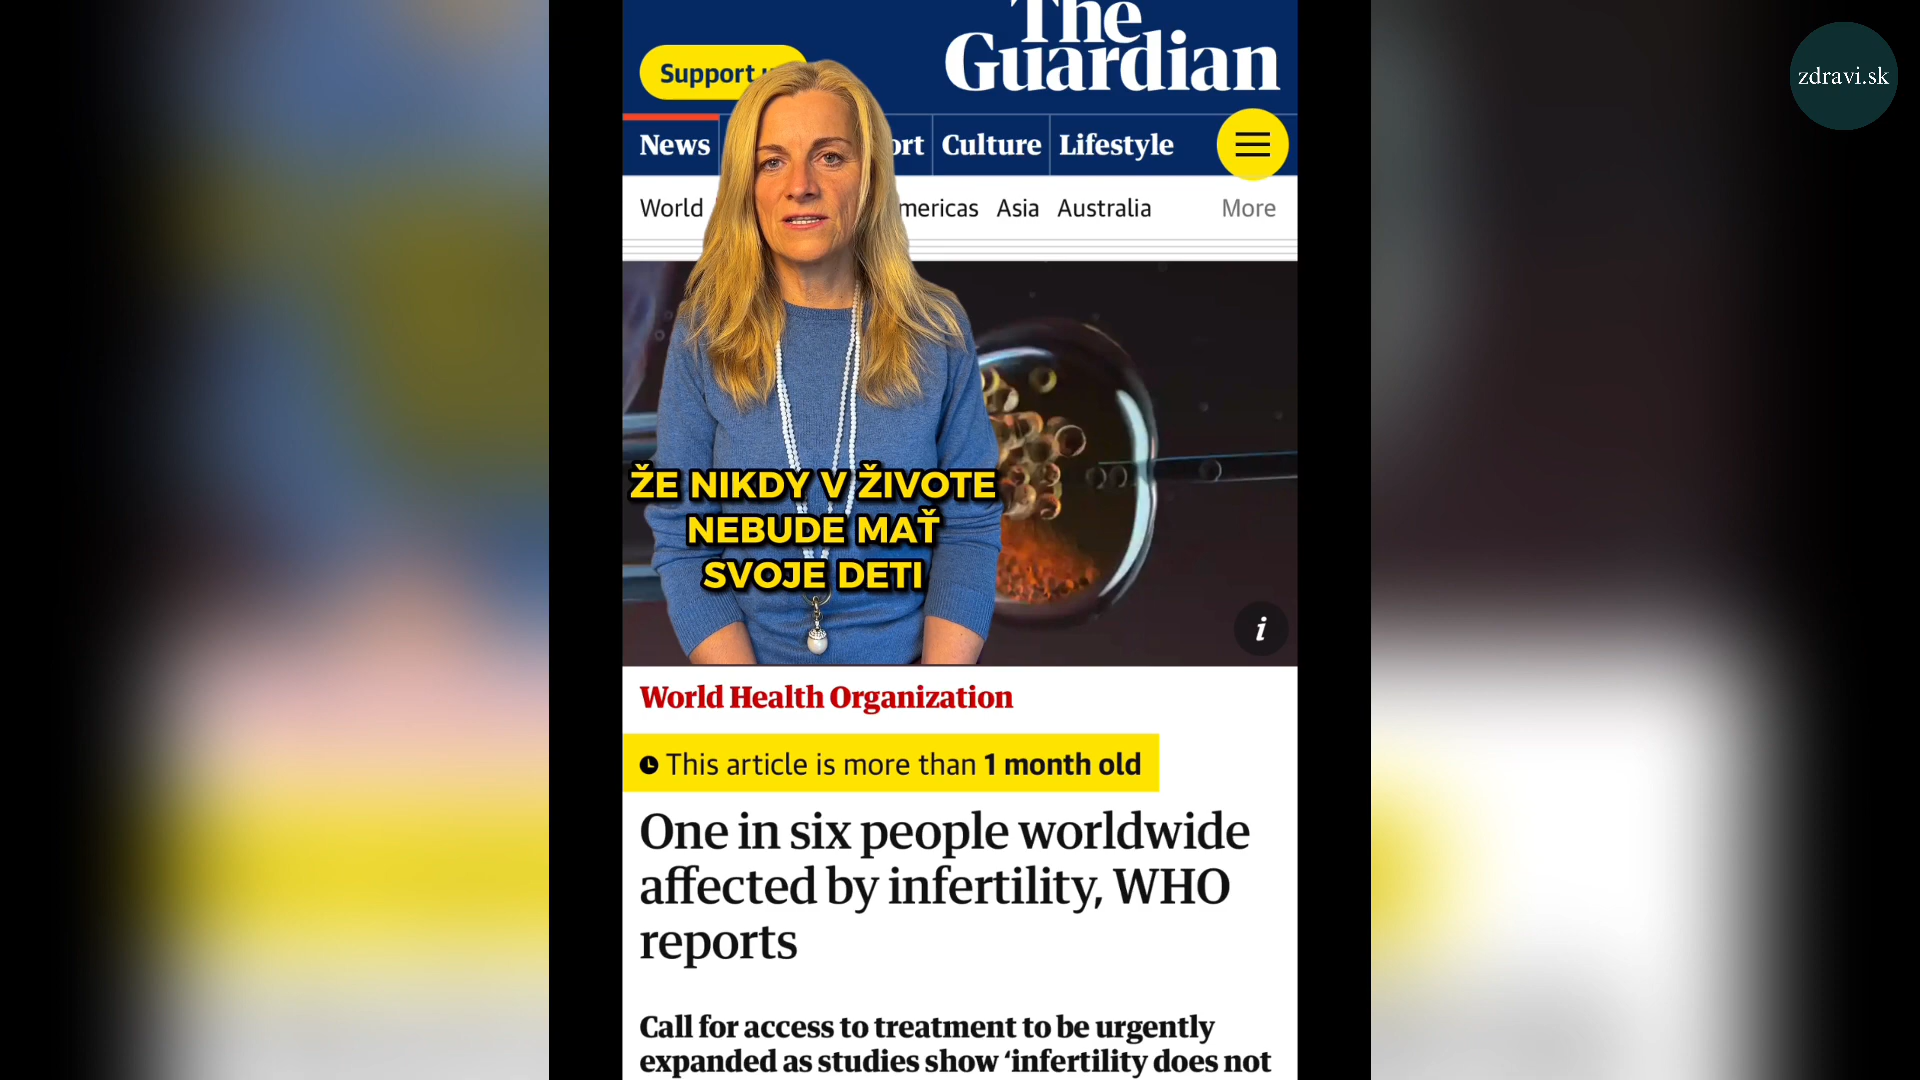 The
Guardian
Support
zdravi.sk
News
Culture
Lifestyle
World
Asia
Australia
More
ŽE NIKDY V ŽIVOTE
NEBUDE MAŤ
SVOJE DETI
i
World Health Organization
This article is more than 1 month old
One in six people worldwide
affected by infertility, WHO
reports
Call for access to treatment to be urgently
expanded as studies show ‘infertility does not